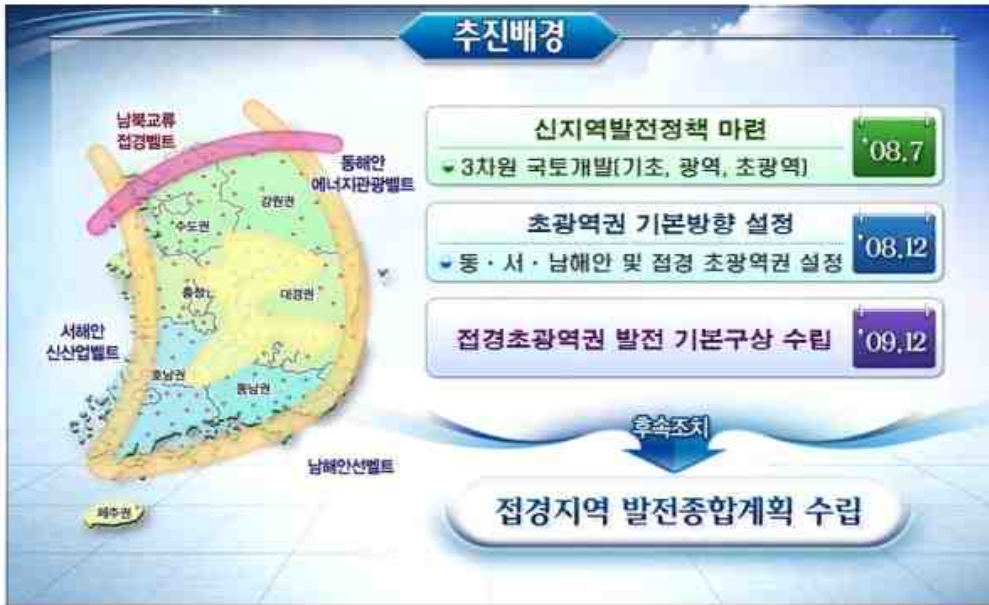 추진배경
남북교류
접경벨트
동해안
에너지관광벨트
강원권
수도권
충청
대경권
서해안
신산업벨트
호남권
동남권
남해안선벨트
제주권
신지역발전정책 마련
3차원 국토개발(기초, 광역, 초광역)
'08.7
초광역권 기본방향 설정
동·서·남해안 및 접경 초광역권 설정
'08.12
접경초광역권 발전 기본구상 수립
'09.12
후속조치
접경지역 발전종합계획 수립